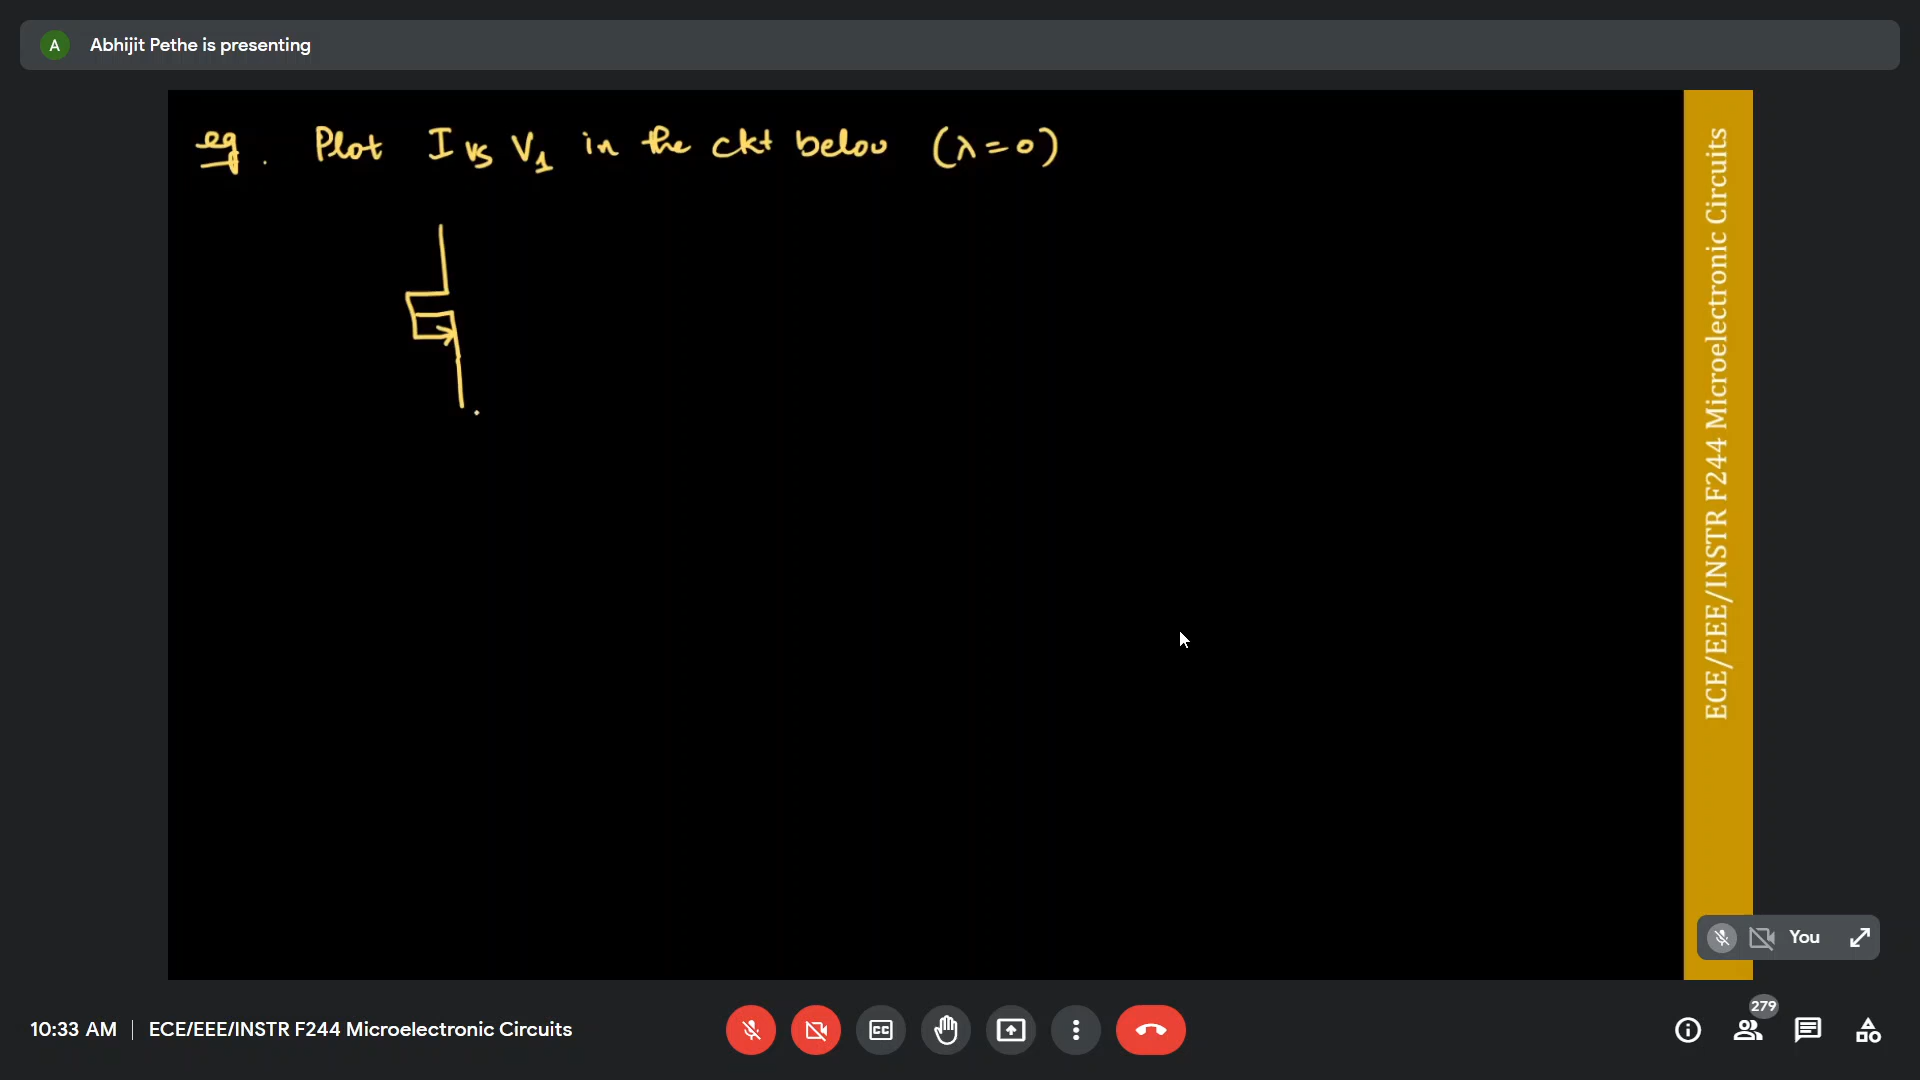 A Abhijit Pethe is presenting
eg. Plot I vs V1 in the ckt below (λ=0)
ECE/EEE/INSTR F244 Microelectronic Circuits
You
279
10:33 AM | ECE/EEE/INSTR F244 Microelectronic Circuits
CC